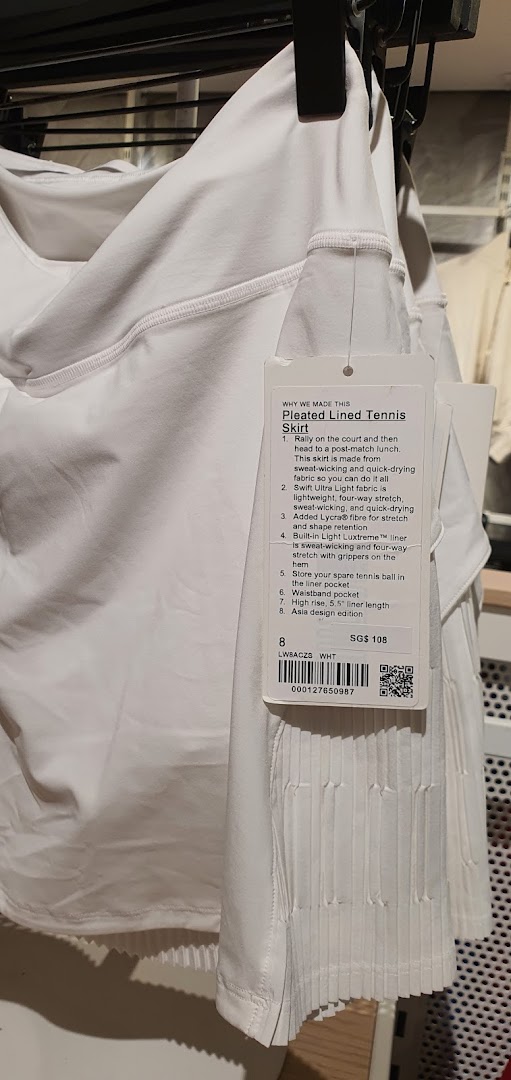 WHY WE MADE THIS
Pleated Lined Tennis
Skirt
1. Rally on the court and then
head to a post-match lunch.
This skirt is made from
sweat-wicking and quick-drying
fabric so you can do it all
2. Swift Ultra Light fabric is
lightweight, four-way stretch,
sweat-wicking, and quick-drying
3. Added Lycra® fibre for stretch
and shape retention
4. Built-in Light Luxtreme™ liner
is sweat-wicking and four-way
stretch with grippers on the
hem
5. Store your spare tennis ball in
the liner pocket
6. Waistband pocket
7. High rise, 5.5" liner length
8. Asia design edition
8 SG$ 108
LW8ACZS WHT
000127650987